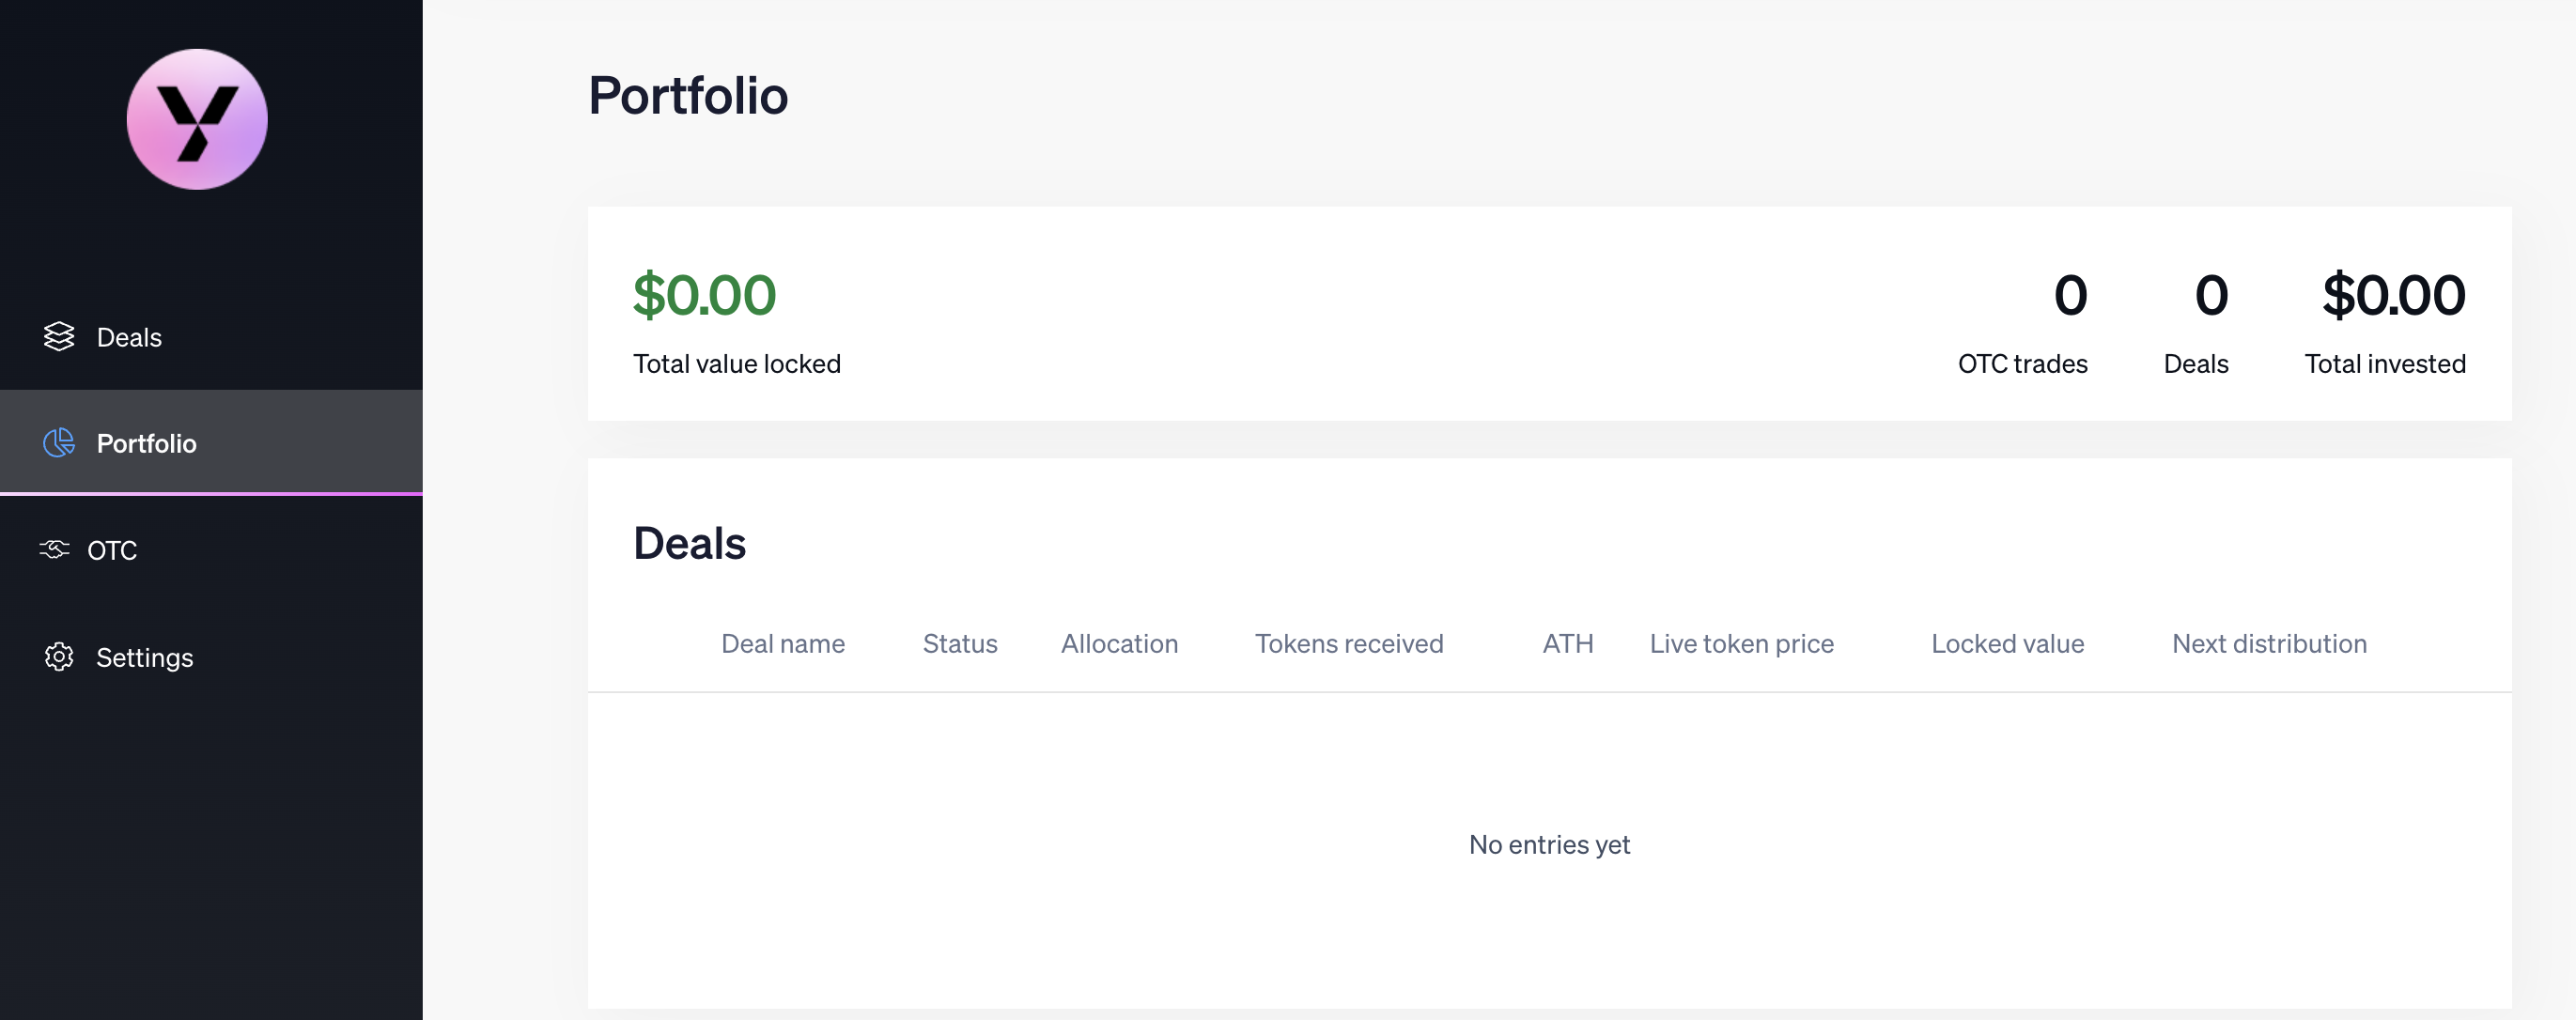 Deals
Portfolio
OTC
Settings
Portfolio
$0.00
Total value locked
0
OTC trades
0
Deals
$0.00
Total invested
Deals
Deal name Status Allocation Tokens received ATH Live token price Locked value Next distribution
No entries yet